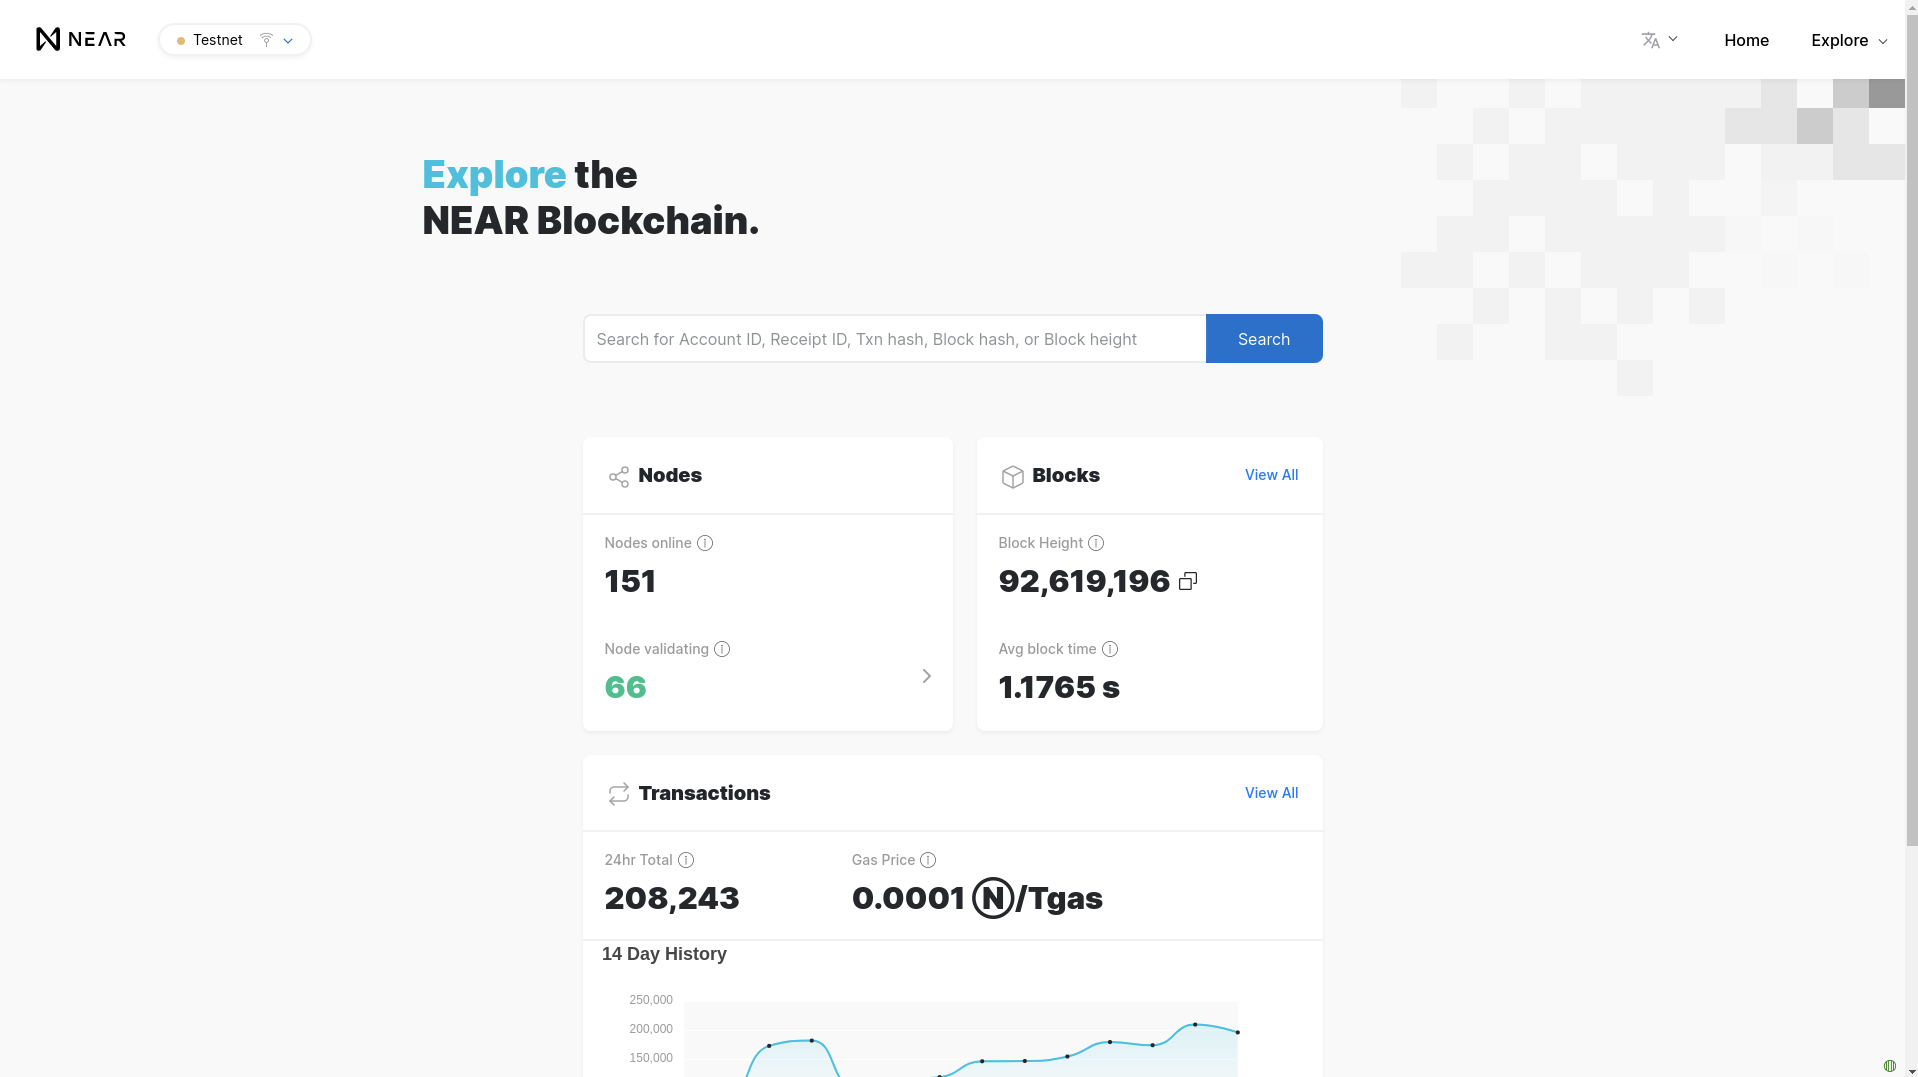 NEAR
Testnet
Home
Explore
Explore the
NEAR Blockchain.
Search for Account ID, Receipt ID, Txn hash, Block hash, or Block height
Search
Nodes
Nodes online
151
Node validating
66
Blocks
View All
Block Height
92,619,196
Avg block time
1.1765 s
Transactions
View All
24hr Total
208,243
Gas Price
0.0001 Ⓝ/Tgas
14 Day History
250,000
200,000
150,000